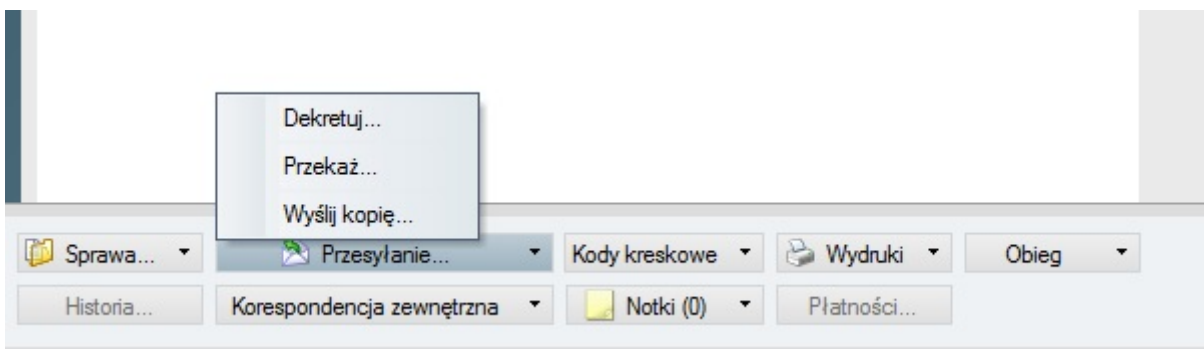 Dekretuj...
Przekaż...
Wyślij kopię...
Sprawa... Przesyłanie... Kody kreskowe Wydruki Obieg
Historia... Korespondencja zewnętrzna Notki (0) Płatności...